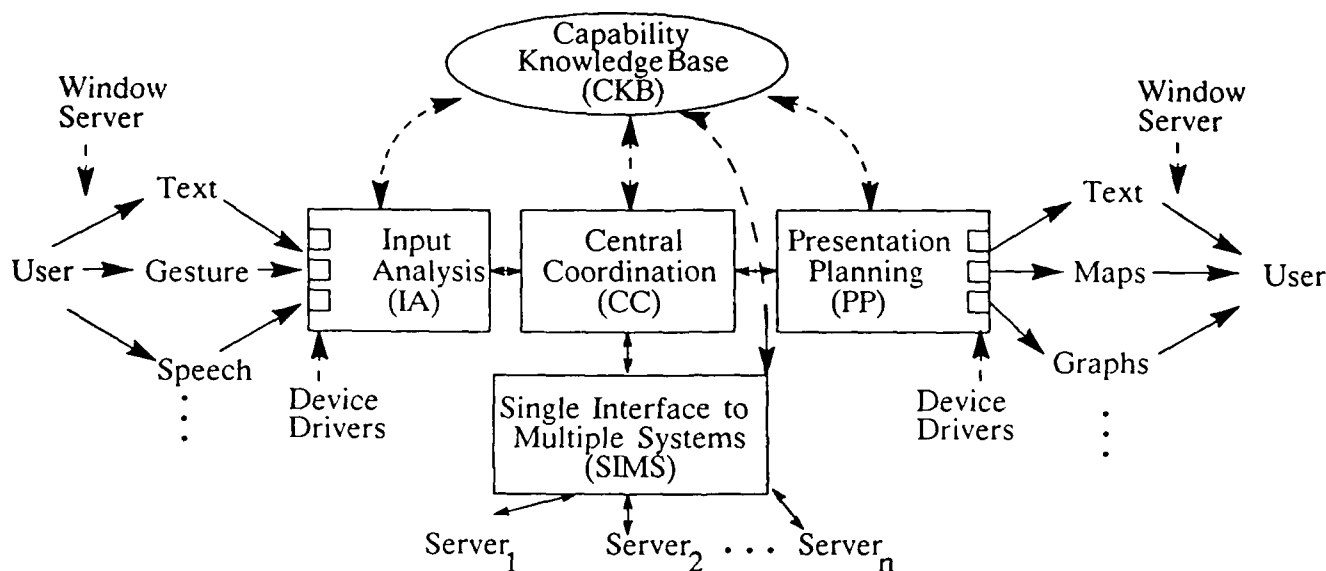 Capability
Knowledge Base
(CKB)
Window
Server
Window
Server
Text
Gesture
Speech
User
Input
Analysis
(IA)
Central
Coordination
(CC)
Presentation
Planning
(PP)
Text
Maps
Graphs
User
Device
Drivers
Single Interface to
Multiple Systems
(SIMS)
Device
Drivers
Server1
Server2
Servern